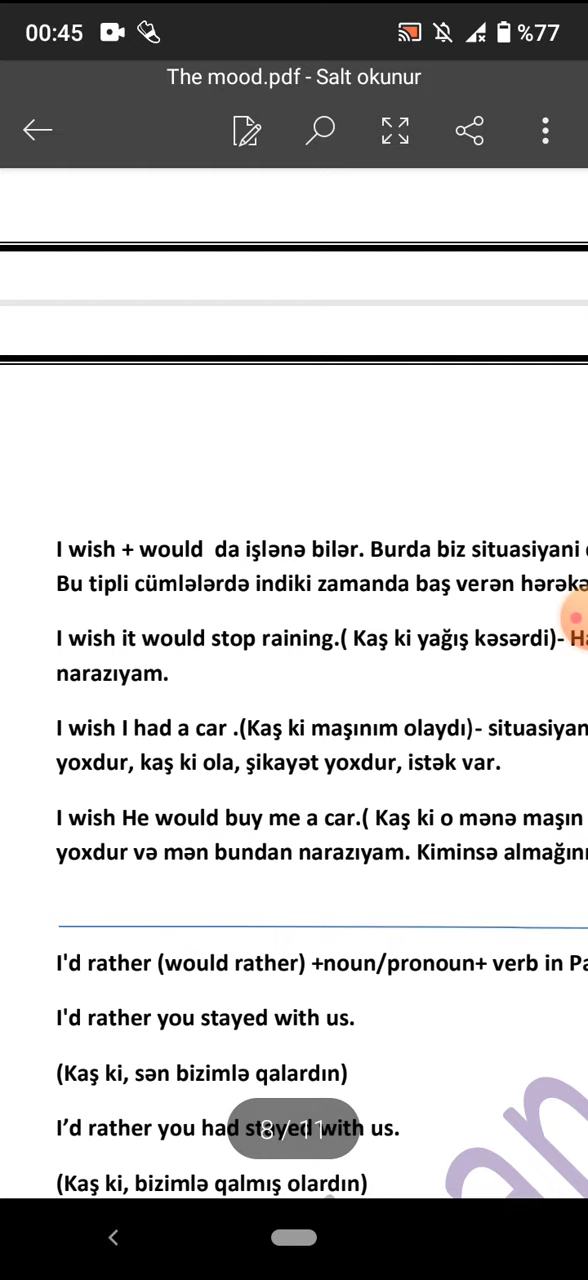 00:45 %77
The mood.pdf - Salt okunur
I wish + would da işlənə bilər. Burda biz situasiyani
Bu tipli cümlələrdə indiki zamanda baş verən hərəkə
I wish it would stop raining.( Kaş ki yağış kəsərdi)- Ha
narazıyam.
I wish I had a car .(Kaş ki maşınım olaydı)- situasiyan
yoxdur, kaş ki ola, şikayət yoxdur, istək var.
I wish He would buy me a car.( Kaş ki o mənə maşın
yoxdur və mən bundan narazıyam. Kiminsə almağını
I'd rather (would rather) +noun/pronoun+ verb in Pa
I'd rather you stayed with us.
(Kaş ki, sən bizimlə qalardın)
I’d rather you had stayed with us.
8 / 11
(Kaş ki, bizimlə qalmış olardın)
an